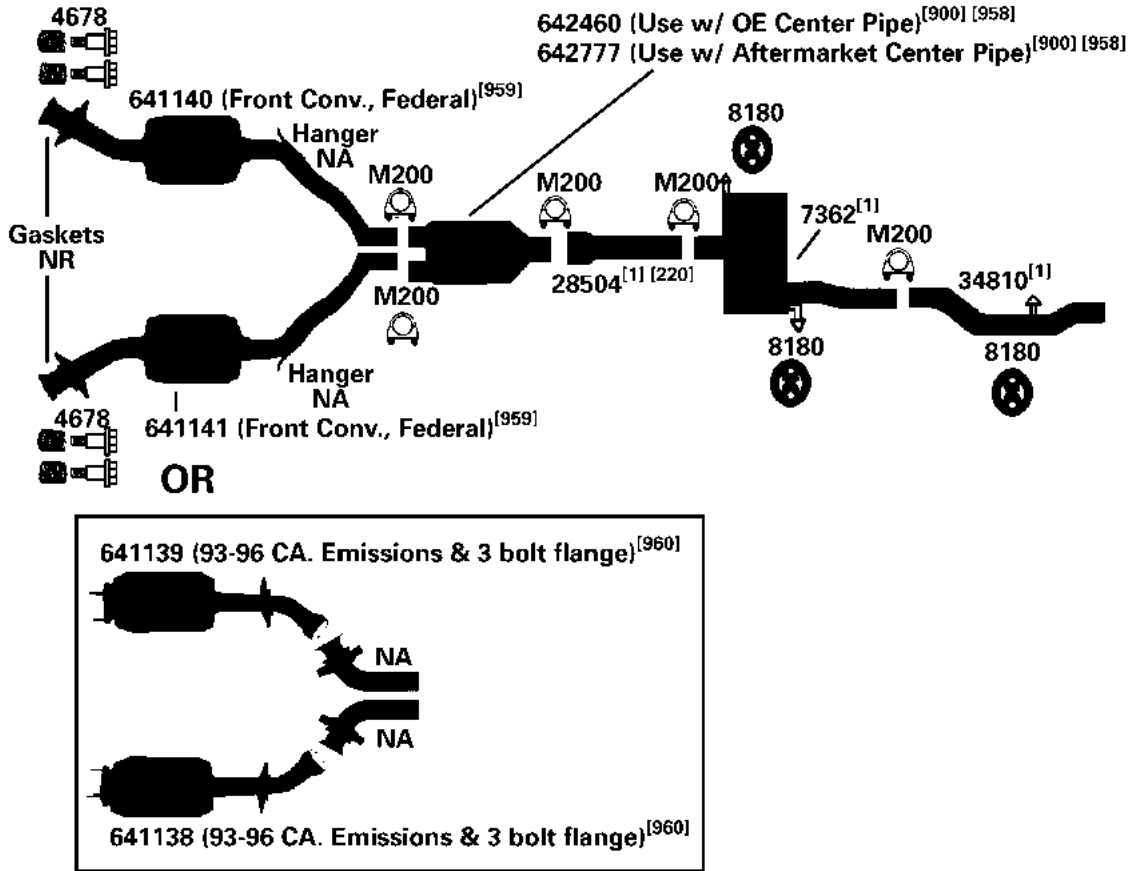 4678
642460 (Use w/ OE Center Pipe)[900] [958]
642777 (Use w/ Aftermarket Center Pipe)[900] [958]
641140 (Front Conv., Federal)[959]
8180
Hanger
NA
M200
M200
M200
7362[1]
Gaskets
NR
M200
28504[1] [220]
34810[1]
M200
8180
8180
Hanger
NA
4678
641141 (Front Conv., Federal)[959]
OR
641139 (93-96 CA. Emissions & 3 bolt flange)[960]
NA
NA
641138 (93-96 CA. Emissions & 3 bolt flange)[960]